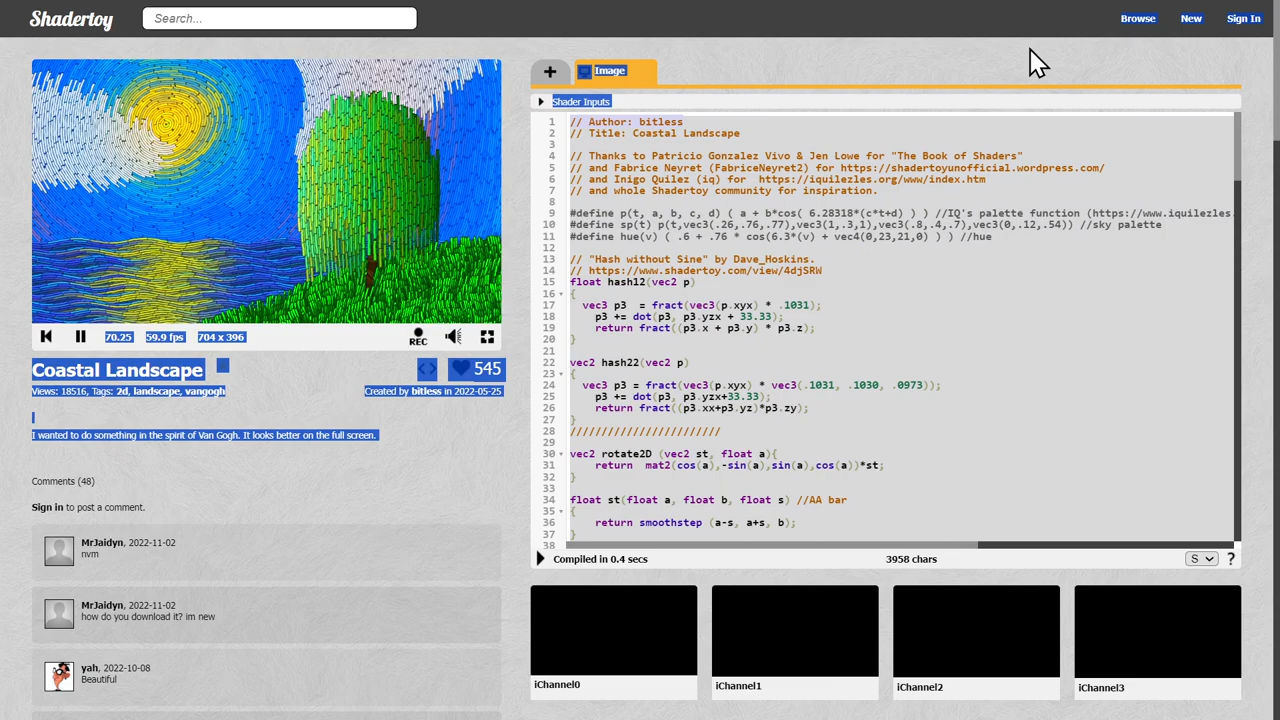 Shadertoy
Search...
Browse
New
Sign In
+
Image
Shader Inputs
1 // Author: bitless
2 // Title: Coastal Landscape
3
4 // Thanks to Patricio Gonzalez Vivo & Jen Lowe for "The Book of Shaders"
5 // and Fabrice Neyret (FabriceNeyret2) for https://shadertoyunofficial.wordpress.com/
6 // and Inigo Quilez (iq) for  https://iquilezles.org/www/index.htm
7 // and whole Shadertoy community for inspiration.
8
9 #define p(t, a, b, c, d) ( a + b*cos( 6.28318*(c*t+d) ) ) //IQ's palette function (https://www.iquilezles.
10 #define sp(t) p(t,vec3(.26,.76,.77),vec3(1,.3,1),vec3(.8,.4,.7),vec3(0,.12,.54)) //sky palette
11 #define hue(v) ( .6 + .76 * cos(6.3*(v) + vec4(0,23,21,0) ) ) //hue
12
13 // "Hash without Sine" by Dave_Hoskins.
14 // https://www.shadertoy.com/view/4djSRW
15 float hash12(vec2 p)
16 {
17 vec3 p3  = fract(vec3(p.xyx) * .1031);
18 p3 += dot(p3, p3.yzx + 33.33);
19 return fract((p3.x + p3.y) * p3.z);
20 }
21
22 vec2 hash22(vec2 p)
23 {
24 vec3 p3 = fract(vec3(p.xyx) * vec3(.1031, .1030, .0973));
25 p3 += dot(p3, p3.yzx+33.33);
26 return fract((p3.xx+p3.yz)*p3.zy);
27 }
28 ////////////////////////
29
30 vec2 rotate2D (vec2 st, float a){
31 return  mat2(cos(a),-sin(a),sin(a),cos(a))*st;
32 }
33
34 float st(float a, float b, float s) //AA bar
35 {
36 return smoothstep (a-s, a+s, b);
37 }
38
Compiled in 0.4 secs
3958 chars
S
?
70.25
59.9 fps
704 x 396
REC
Coastal Landscape
<>
545
Views: 18516, Tags: 2d, landscape, vangogh
Created by bitless in 2022-05-25
I wanted to do something in the spirit of Van Gogh. It looks better on the full screen.
Comments (48)
Sign in to post a comment.
MrJaidyn, 2022-11-02
nvm
MrJaidyn, 2022-11-02
how do you download it? im new
yah, 2022-10-08
Beautiful
iChannel0
iChannel1
iChannel2
iChannel3